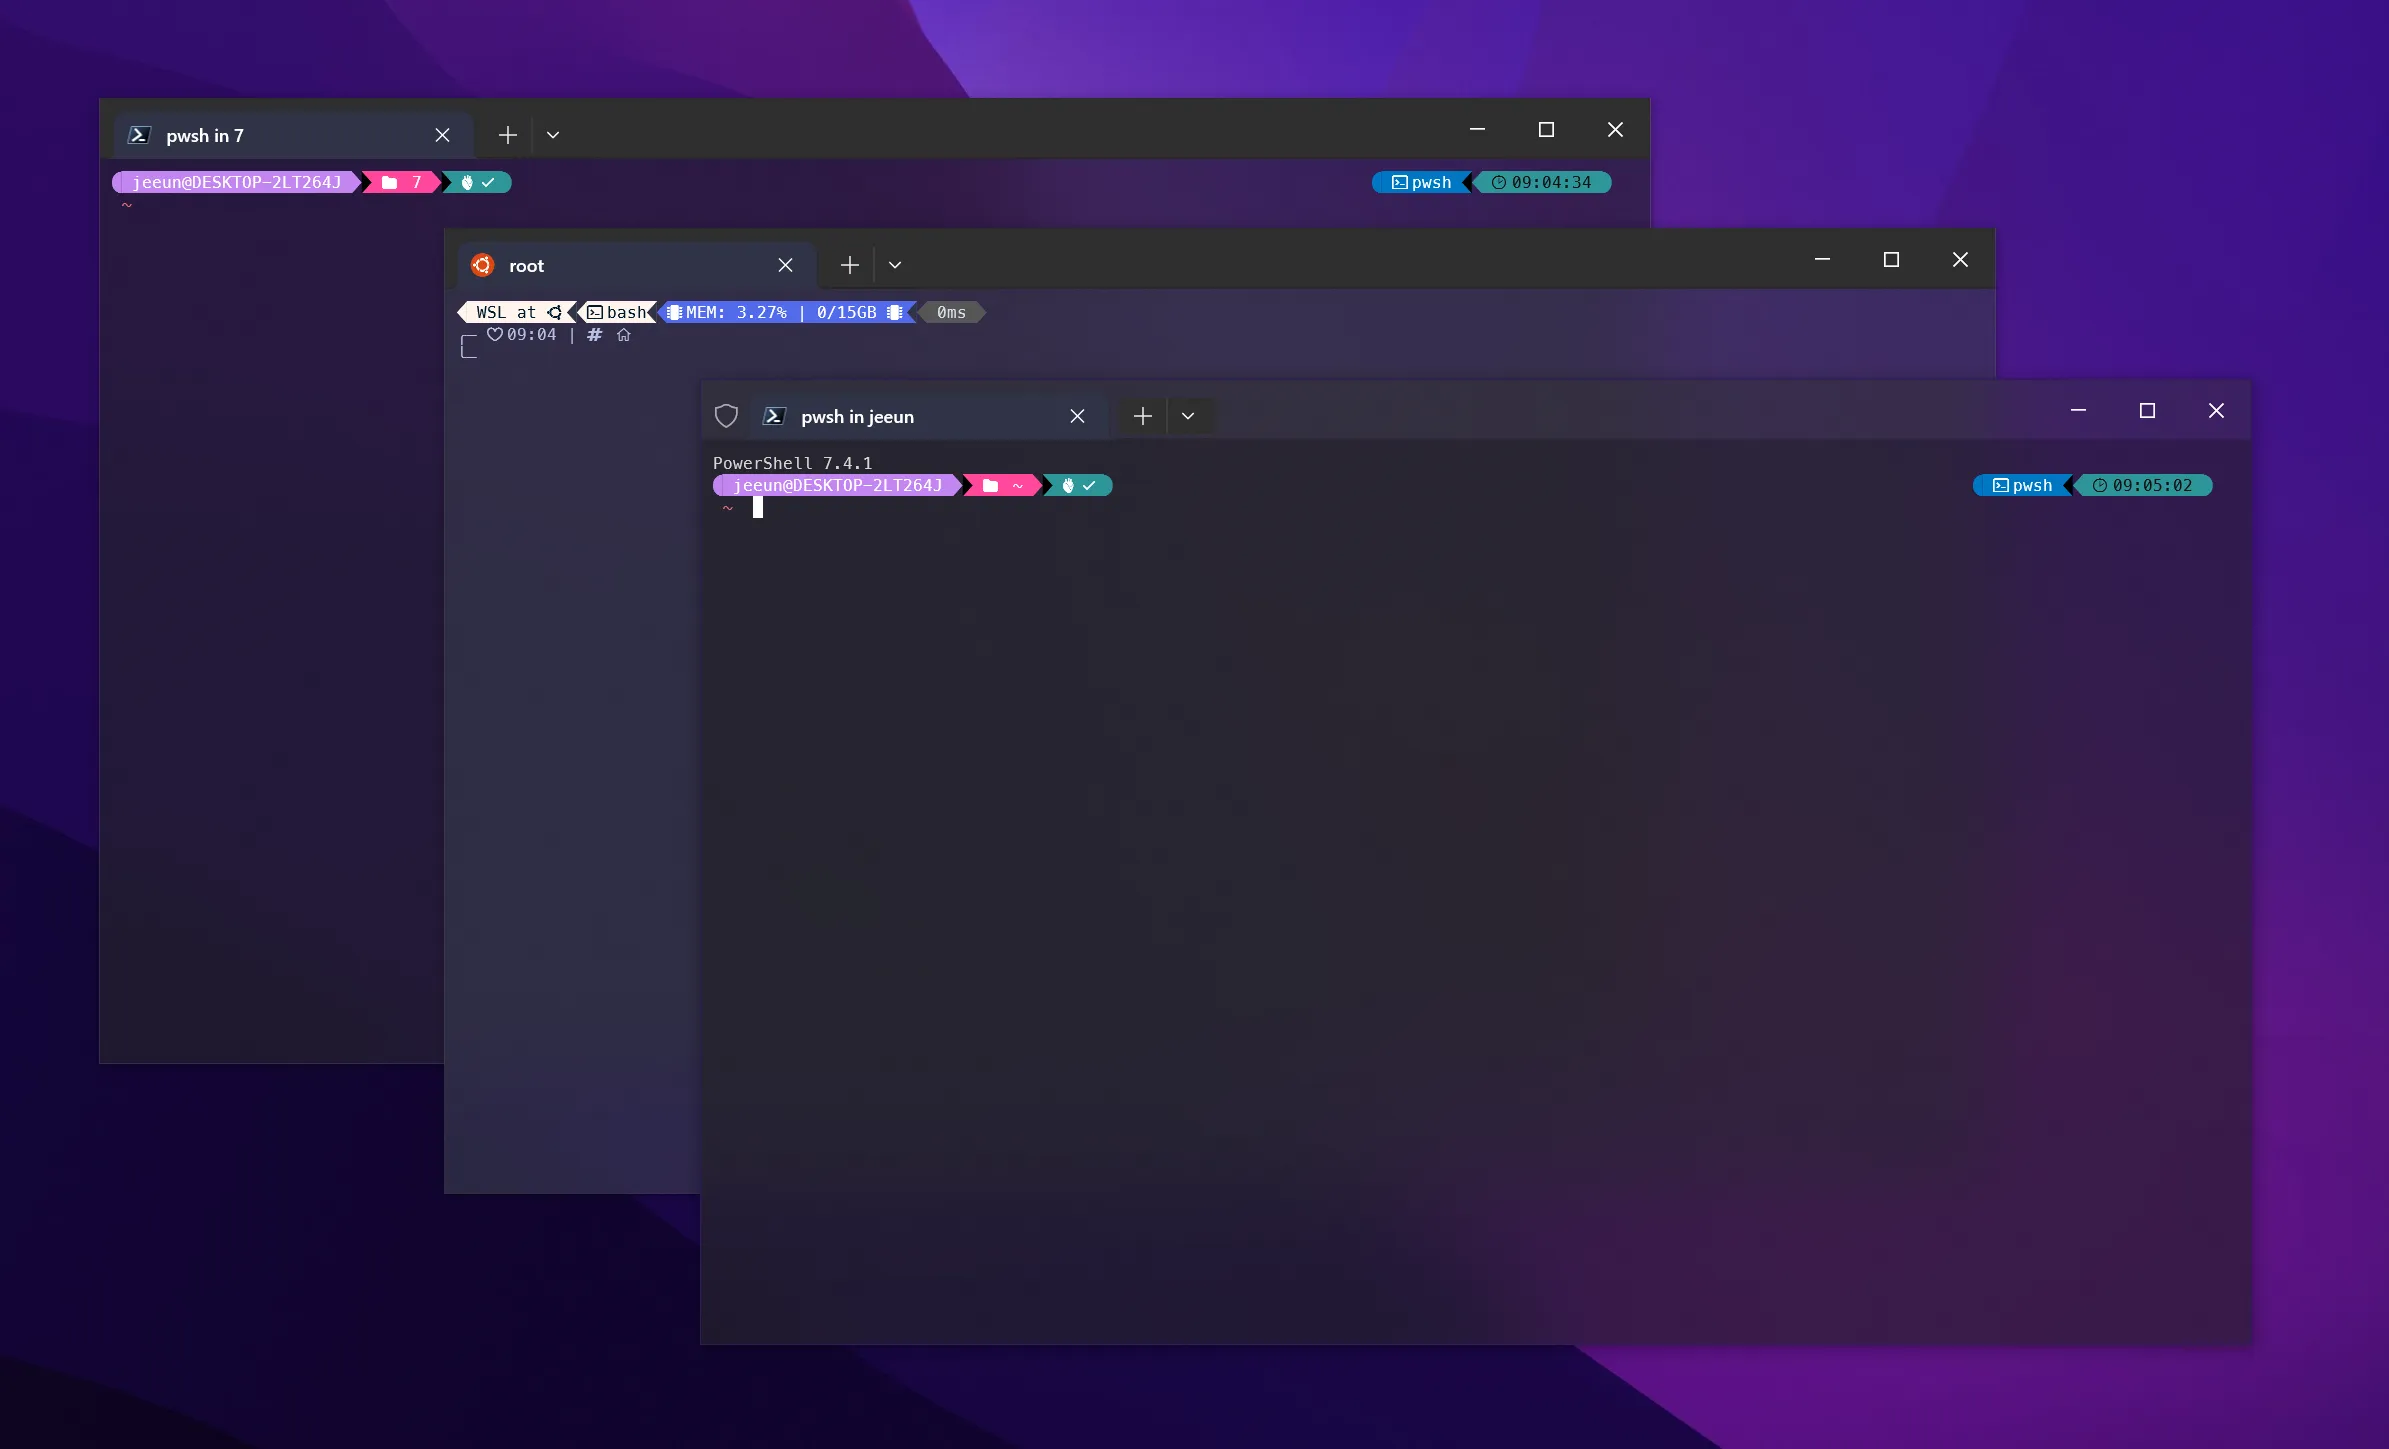 pwsh in 7
jeeun@DESKTOP-2LT264J 7 pwsh 09:04:34
~
root
WSL at bash MEM: 3.27% | 0/15GB 0ms
09:04 | #
pwsh in jeeun
PowerShell 7.4.1
jeeun@DESKTOP-2LT264J ~ pwsh 09:05:02
~